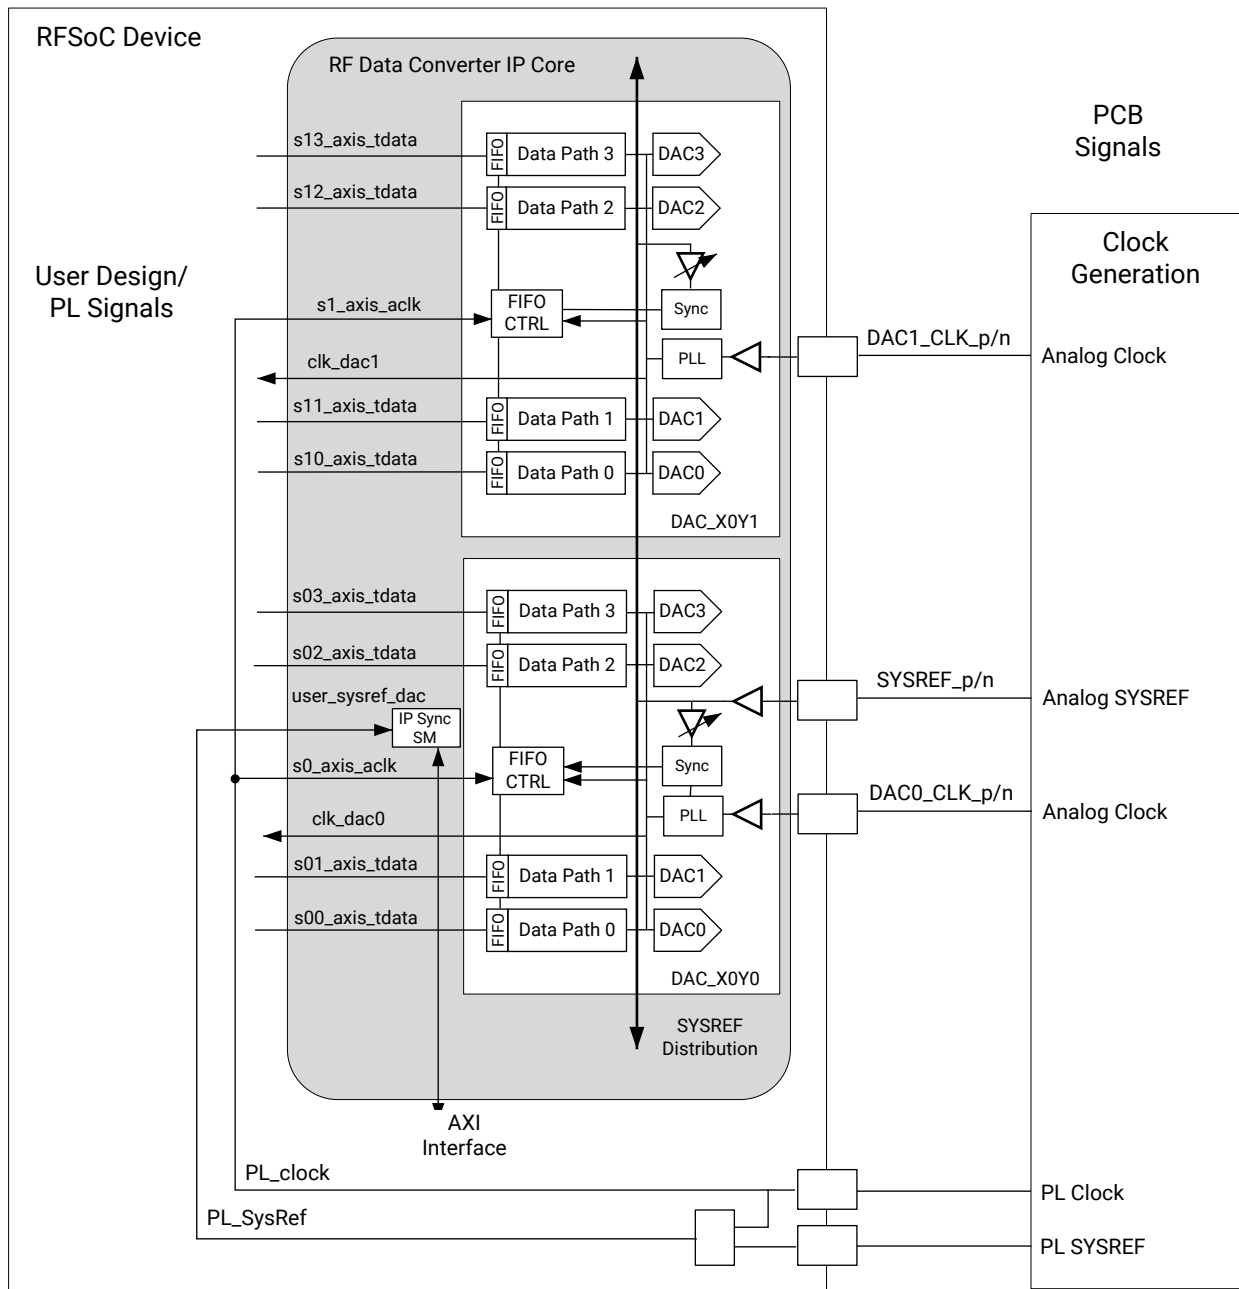 RFSoC Device
RF Data Converter IP Core
PCB
Signals
s13_axis_tdata
FIFO
Data Path 3
DAC3
s12_axis_tdata
FIFO
Data Path 2
DAC2
User Design/
PL Signals
Clock
Generation
s1_axis_aclk
FIFO
CTRL
Sync
DAC1_CLK_p/n
Analog Clock
clk_dac1
PLL
s11_axis_tdata
FIFO
Data Path 1
DAC1
s10_axis_tdata
FIFO
Data Path 0
DAC0
DAC_X0Y1
s03_axis_tdata
FIFO
Data Path 3
DAC3
s02_axis_tdata
FIFO
Data Path 2
DAC2
user_sysref_dac
IP Sync
SM
SYSREF_p/n
Analog SYSREF
s0_axis_aclk
FIFO
CTRL
Sync
DAC0_CLK_p/n
Analog Clock
clk_dac0
PLL
s01_axis_tdata
FIFO
Data Path 1
DAC1
s00_axis_tdata
FIFO
Data Path 0
DAC0
DAC_X0Y0
SYSREF
Distribution
AXI
Interface
PL_clock
PL Clock
PL_SysRef
PL SYSREF